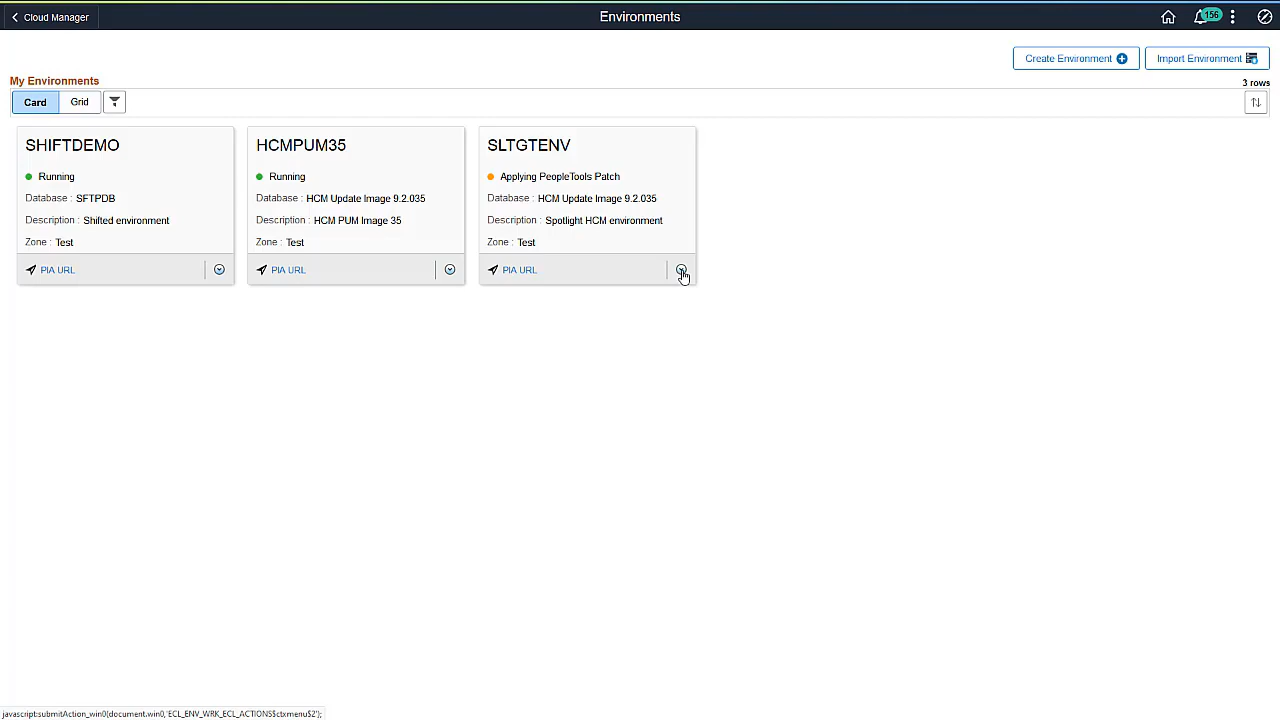 Cloud Manager
Environments
156
Create Environment
Import Environment
My Environments
3 rows
Card
Grid
SHIFTDEMO
Running
Database : SFTPDB
Description : Shifted environment
Zone : Test
PIA URL
HCMPUM35
Running
Database : HCM Update Image 9.2.035
Description : HCM PUM Image 35
Zone : Test
PIA URL
SLTGTENV
Applying PeopleTools Patch
Database : HCM Update Image 9.2.035
Description : Spotlight HCM environment
Zone : Test
PIA URL
javascript:submitAction_win0(document.win0,'ECL_ENV_WRK_ECL_ACTIONS$ctxmenu$2');